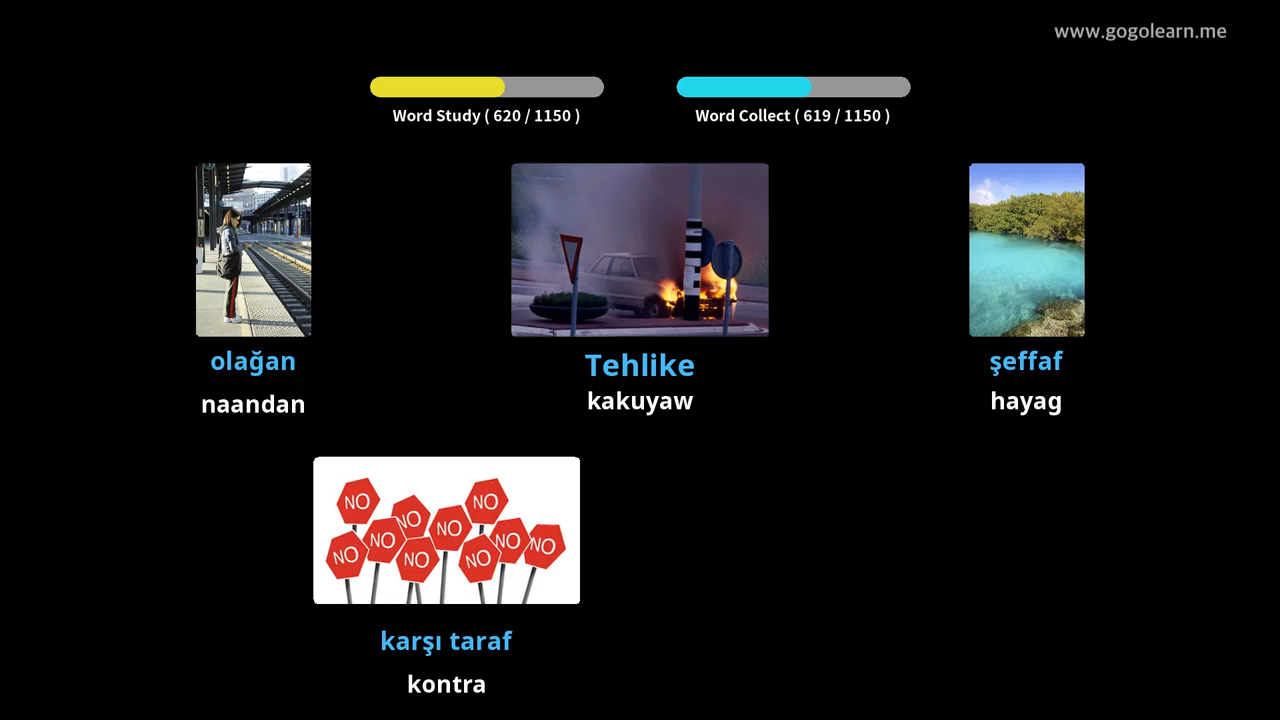 www.gogolearn.me
Word Study ( 620 / 1150 )
Word Collect ( 619 / 1150 )
olağan
Tehlike
şeffaf
naandan
kakuyaw
hayag
NO
NO
NO
NO
NO
NO
NO
NO
NO
NO
karşı taraf
kontra